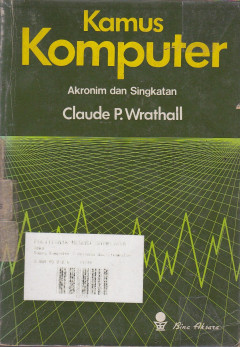 Kamus
Komputer
Akronim dan Singkatan
Claude P. Wrathall
Bina Aksara